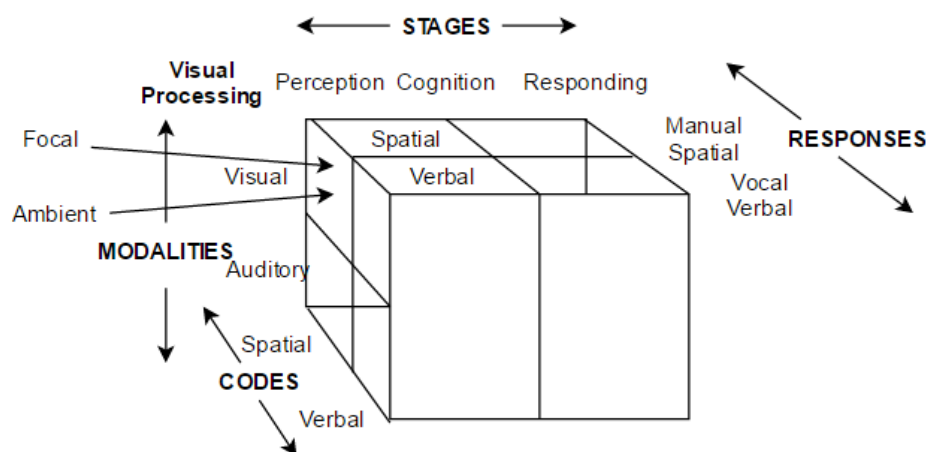 STAGES
Visual
Processing
Perception Cognition Responding
Focal
Spatial
Manual
Spatial
RESPONSES
Visual
Verbal
Vocal
Verbal
Ambient
MODALITIES
Auditory
Spatial
CODES
Verbal